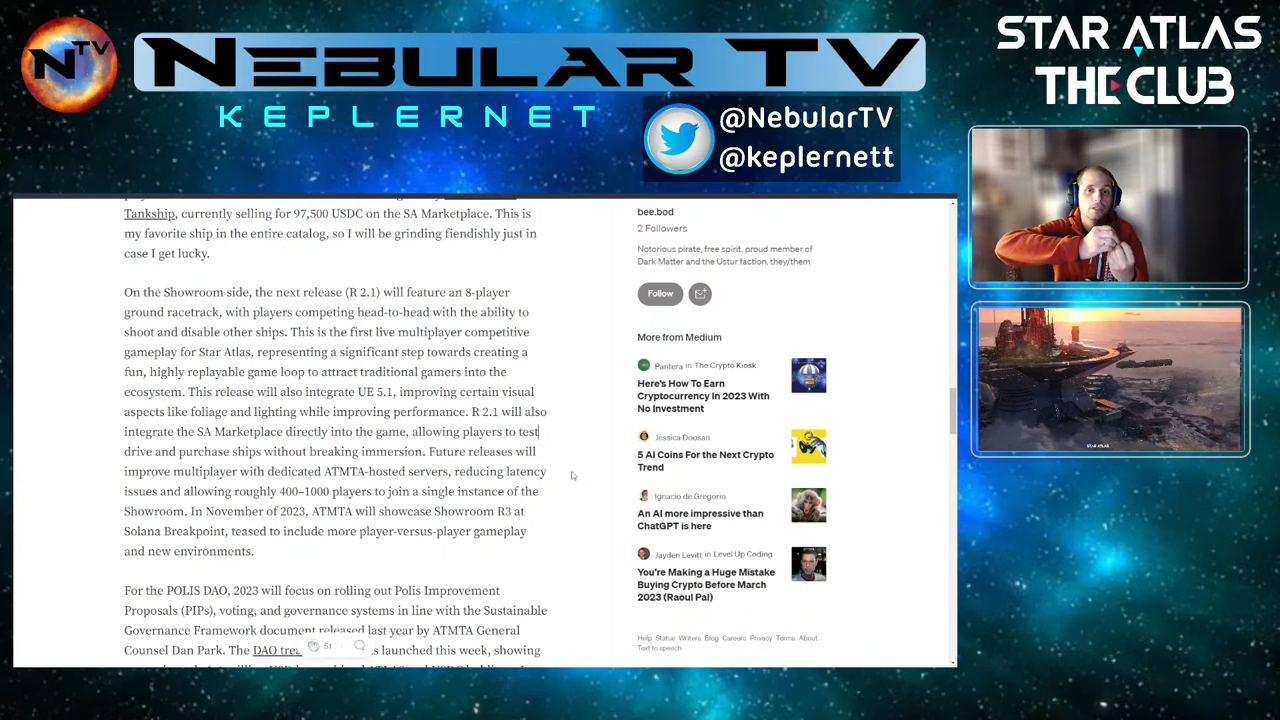 N TV
NEBULAR TV
KEPLERNET
@NebularTV
@keplernett
STAR ATLAS
THE CLUB
Tankship, currently selling for 97,500 USDC on the SA Marketplace. This is
my favorite ship in the entire catalog, so I will be grinding fiendishly just in
case I get lucky.
On the Showroom side, the next release (R 2.1) will feature an 8-player
ground racetrack, with players competing head-to-head with the ability to
shoot and disable other ships. This is the first live multiplayer competitive
gameplay for Star Atlas, representing a significant step towards creating a
fun, highly replayable game loop to attract traditional gamers into the
ecosystem. This release will also integrate UE 5.1, improving certain visual
aspects like foliage and lighting while improving performance. R 2.1 will also
integrate the SA Marketplace directly into the game, allowing players to test
drive and purchase ships without breaking immersion. Future releases will
improve multiplayer with dedicated ATMTA-hosted servers, reducing latency
issues and allowing roughly 400–1000 players to join a single instance of the
Showroom. In November of 2023, ATMTA will showcase Showroom R3 at
Solana Breakpoint, teased to include more player-versus-player gameplay
and new environments.
For the POLIS DAO, 2023 will focus on rolling out Polis Improvement
Proposals (PIPs), voting, and governance systems in line with the Sustainable
Governance Framework document released last year by ATMTA General
Counsel Dan Park. The DAO trea s launched this week, showing
51
bee.bod
2 Followers
Notorious pirate, free spirit, proud member of
Dark Matter and the Ustur faction. they/them
Follow
More from Medium
Pantera in The Crypto Kiosk
Here's How To Earn
Cryptocurrency In 2023 With
No Investment
Jessica Doosan
5 AI Coins For the Next Crypto
Trend
Ignacio de Gregorio
An AI more impressive than
ChatGPT is here
Jayden Levitt in Level Up Coding
You're Making a Huge Mistake
Buying Crypto Before March
2023 (Raoul Pal)
Help Status Writers Blog Careers Privacy Terms About
Text to speech
STAR ATLAS